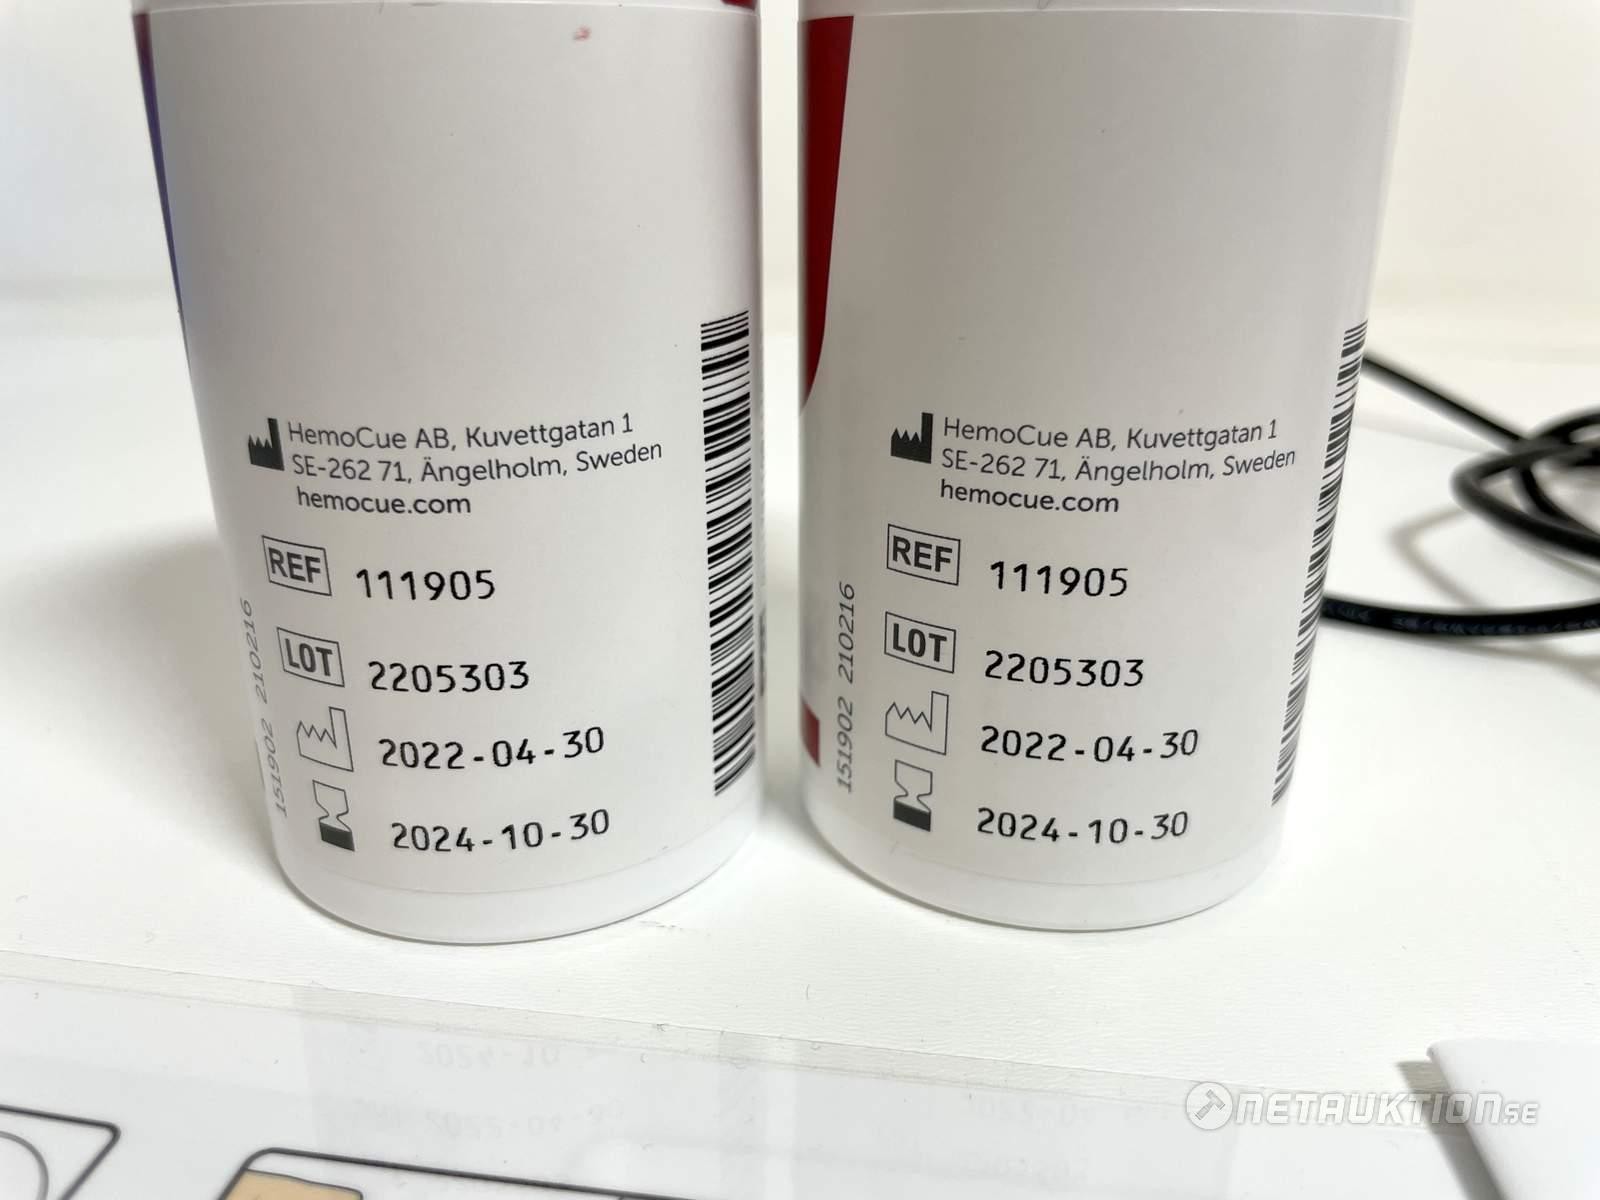 HemoCue AB, Kuvettgatan 1
SE-262 71, Ängelholm, Sweden
hemocue.com
REF 111905
LOT 2205303
2022-04-30
2024-10-30
151902 210216
HemoCue AB, Kuvettgatan 1
SE-262 71, Ängelholm, Sweden
hemocue.com
REF 111905
LOT 2205303
2022-04-30
2024-10-30
151902 210216
NETAUKTION.SE